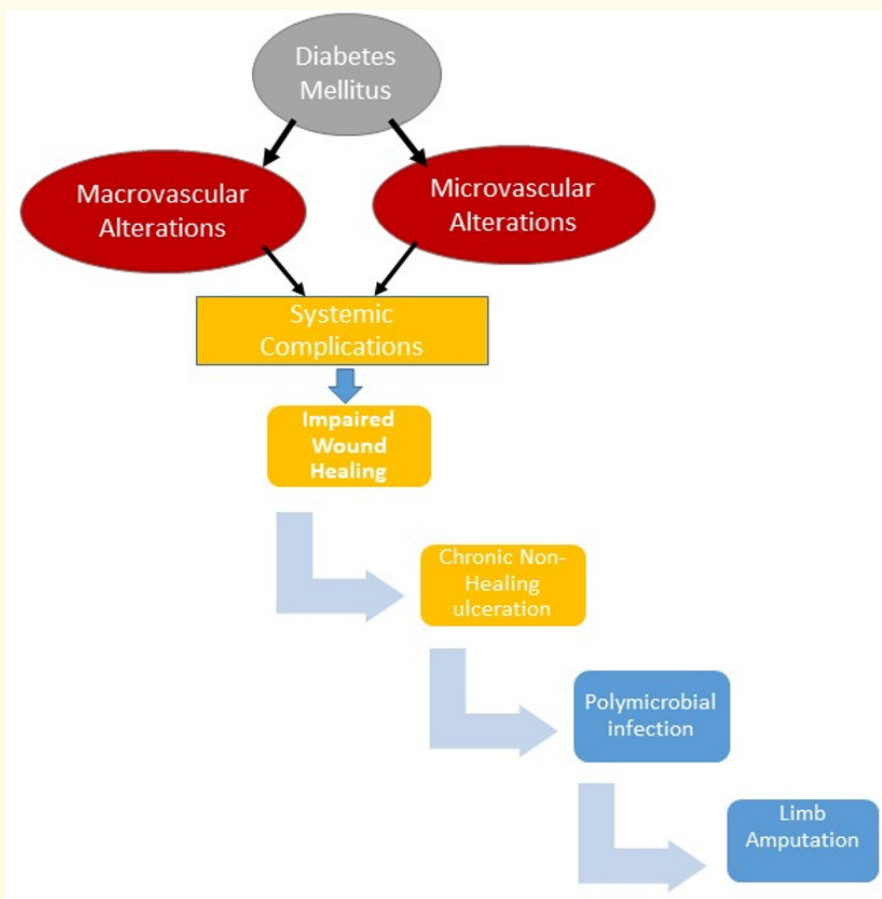 Diabetes
Mellitus
Macrovascular
Alterations
Microvascular
Alterations
Systemic
Complications
Impaired
Wound
Healing
Chronic Non-
Healing
ulceration
Polymicrobial
infection
Limb
Amputation